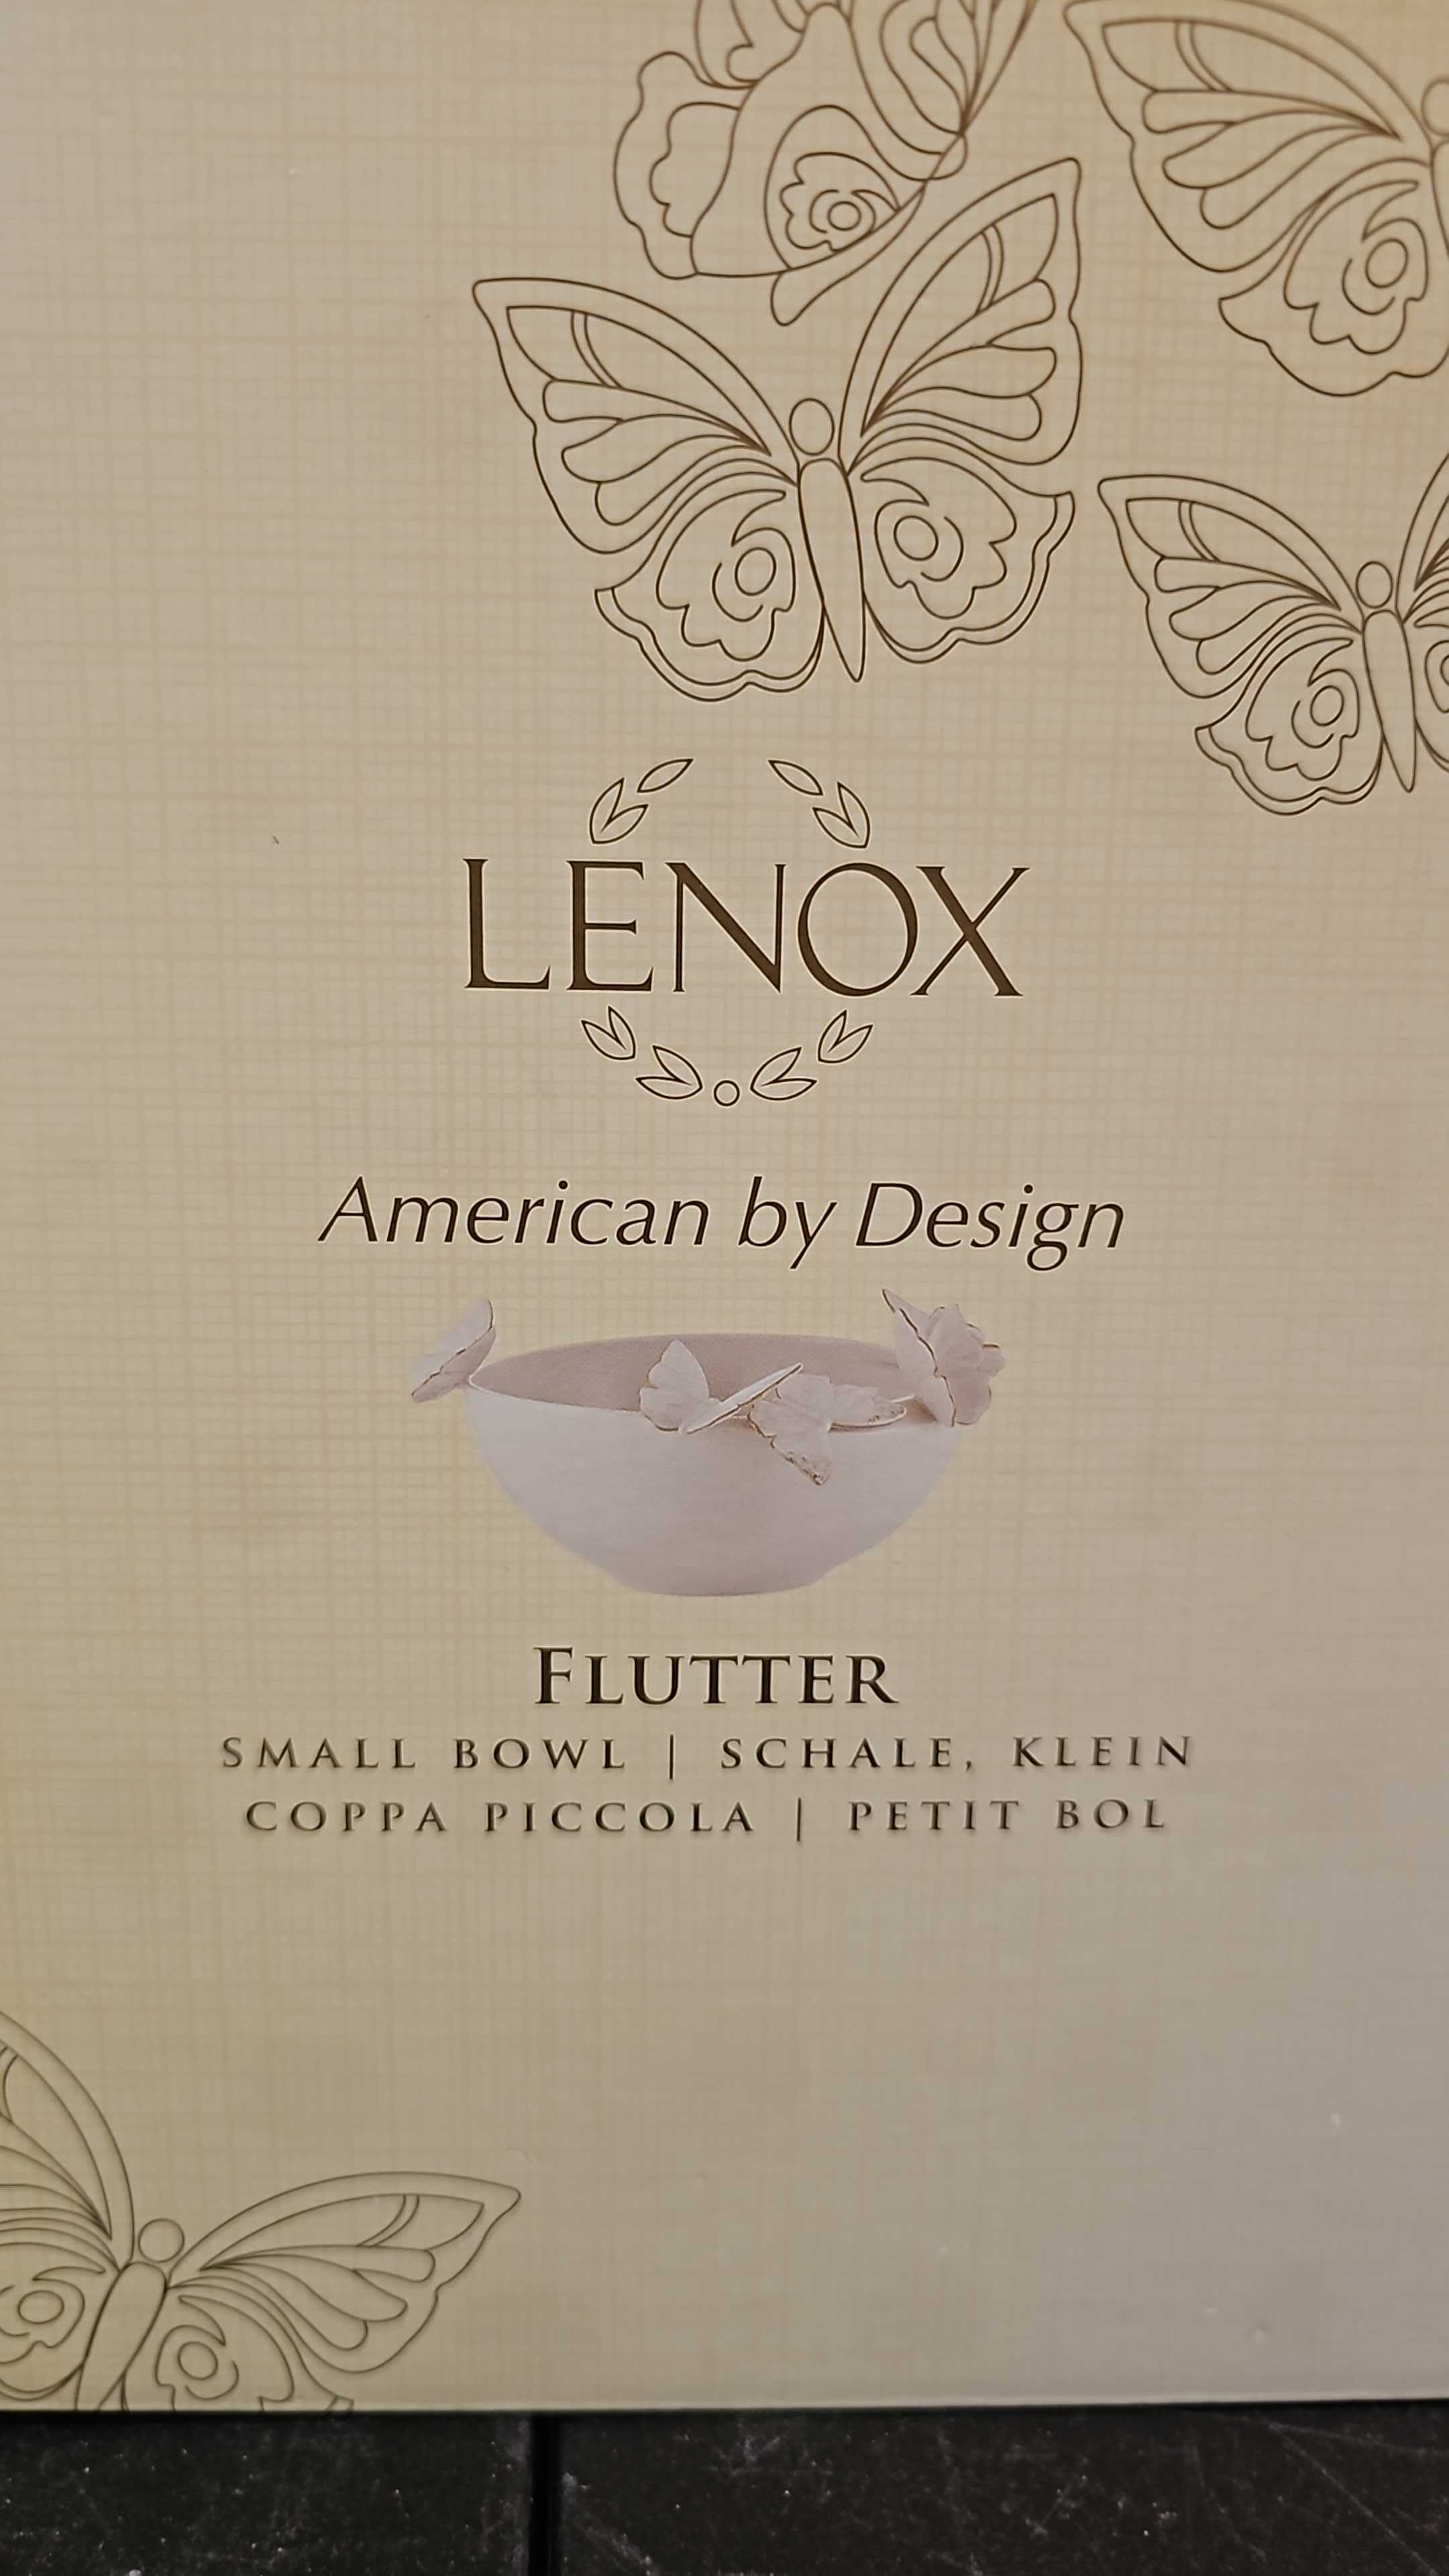 LENOX
American by Design
FLUTTER
SMALL BOWL | SCHALE, KLEIN
COPPA PICCOLA | PETIT BOL